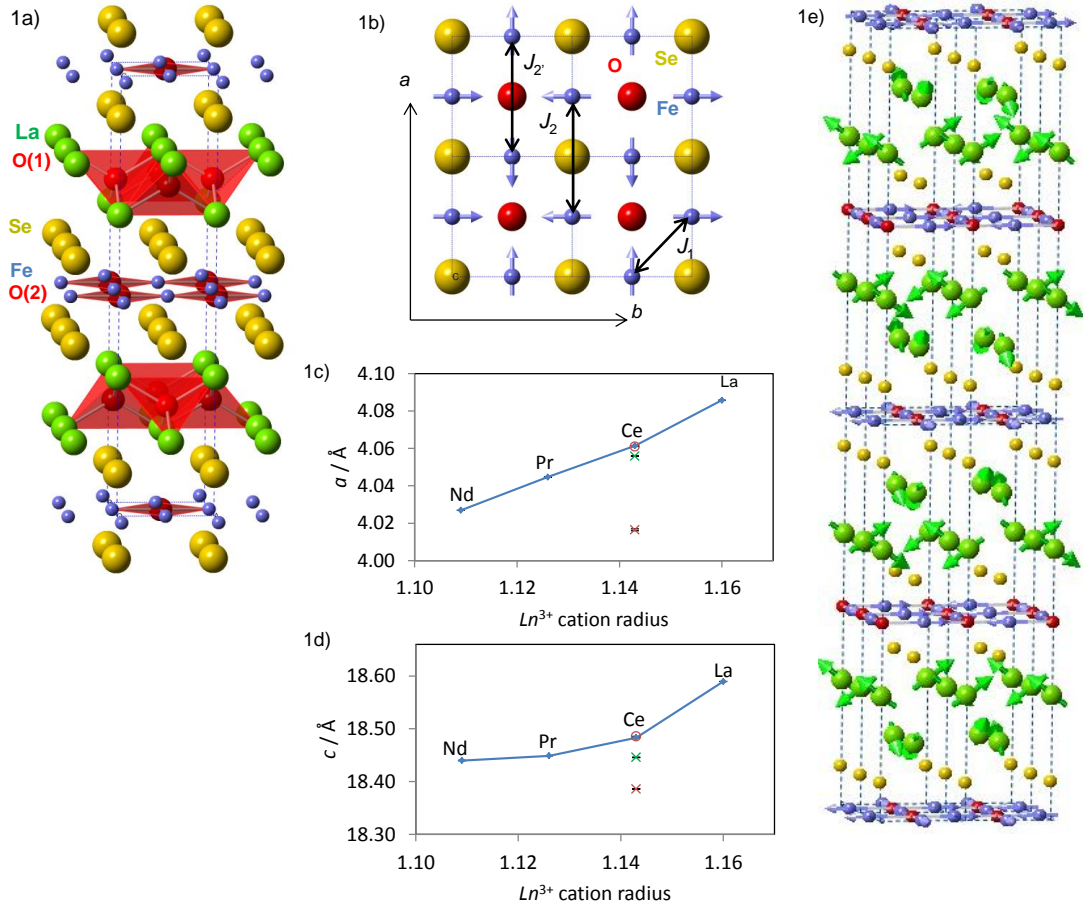 1a)
La
O(1)
Se
Fe
O(2)
1b)
a
b
J2'
J2
J1
O
Se
Fe
1c)
4.10
4.08
4.06
4.04
4.02
4.00
a / Å
Nd
Pr
Ce
La
1.10
1.12
1.14
1.16
Ln3+ cation radius
1d)
18.60
18.50
18.40
18.30
c / Å
Nd
Pr
Ce
La
1.10
1.12
1.14
1.16
Ln3+ cation radius
1e)